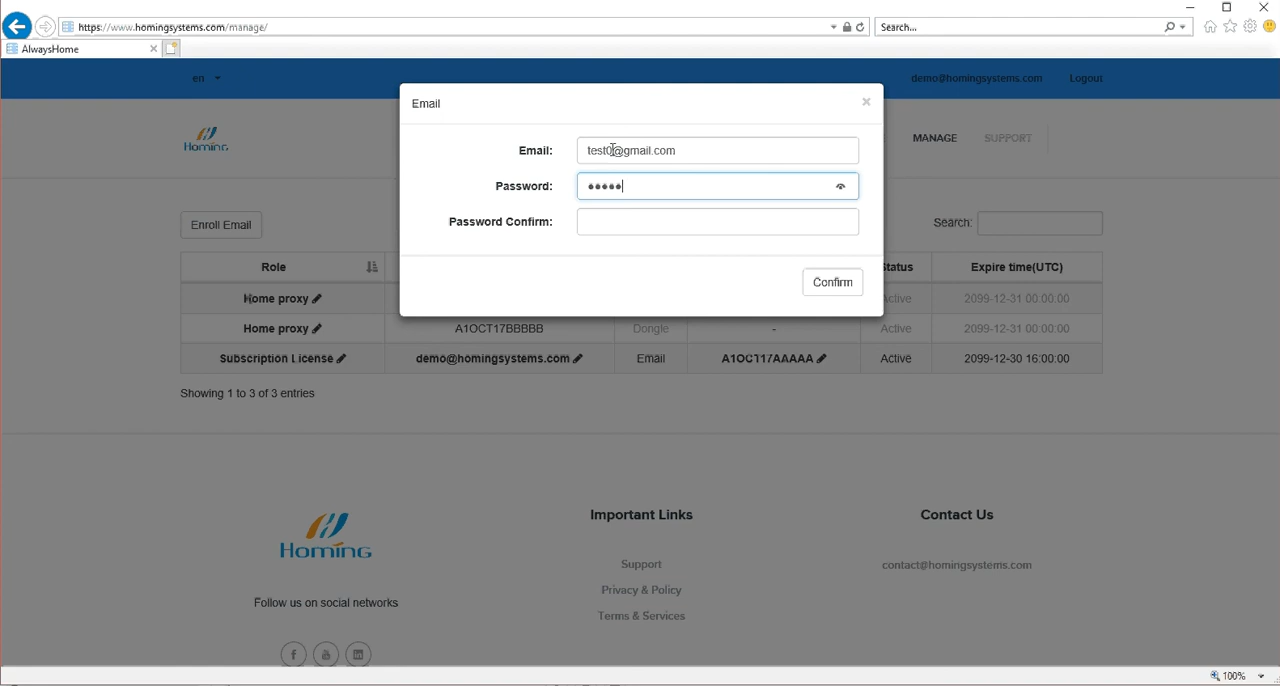 https://www.homingsystems.com/manage/
Search...
AlwaysHome
en
demo@homingsystems.com
Logout
Homing
MANAGE
SUPPORT
Email
×
Email:
test0@gmail.com
Password:
●●●●●
Password Confirm:
Confirm
Enroll Email
Search:
Role
Status
Expire time(UTC)
Home proxy
Active
2099-12-31 00:00:00
Home proxy
A1OCT17BBBBB
Dongle
-
Active
2099-12-31 00:00:00
Subscription License
demo@homingsystems.com
Email
A1OCT17AAAAA
Active
2099-12-30 16:00:00
Showing 1 to 3 of 3 entries
Homing
Follow us on social networks
Important Links
Support
Privacy & Policy
Terms & Services
Contact Us
contact@homingsystems.com
100%